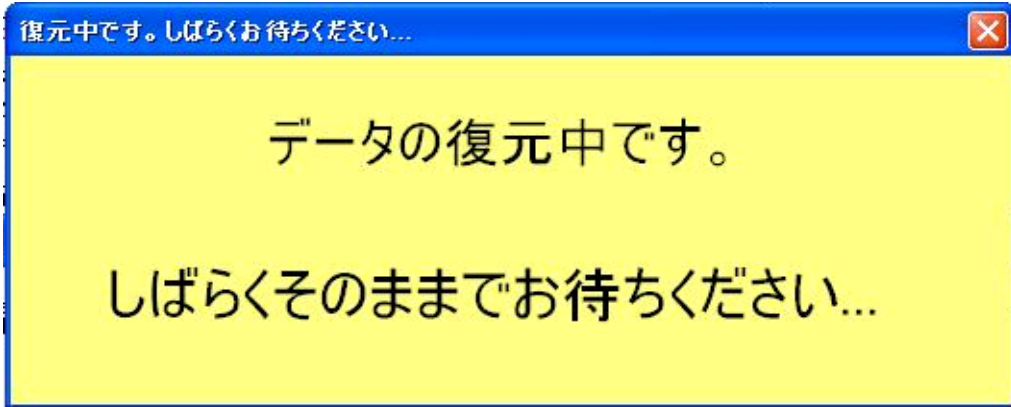 復元中です。しばらくお待ちください...
データの復元中です。
しばらくそのままでお待ちください...